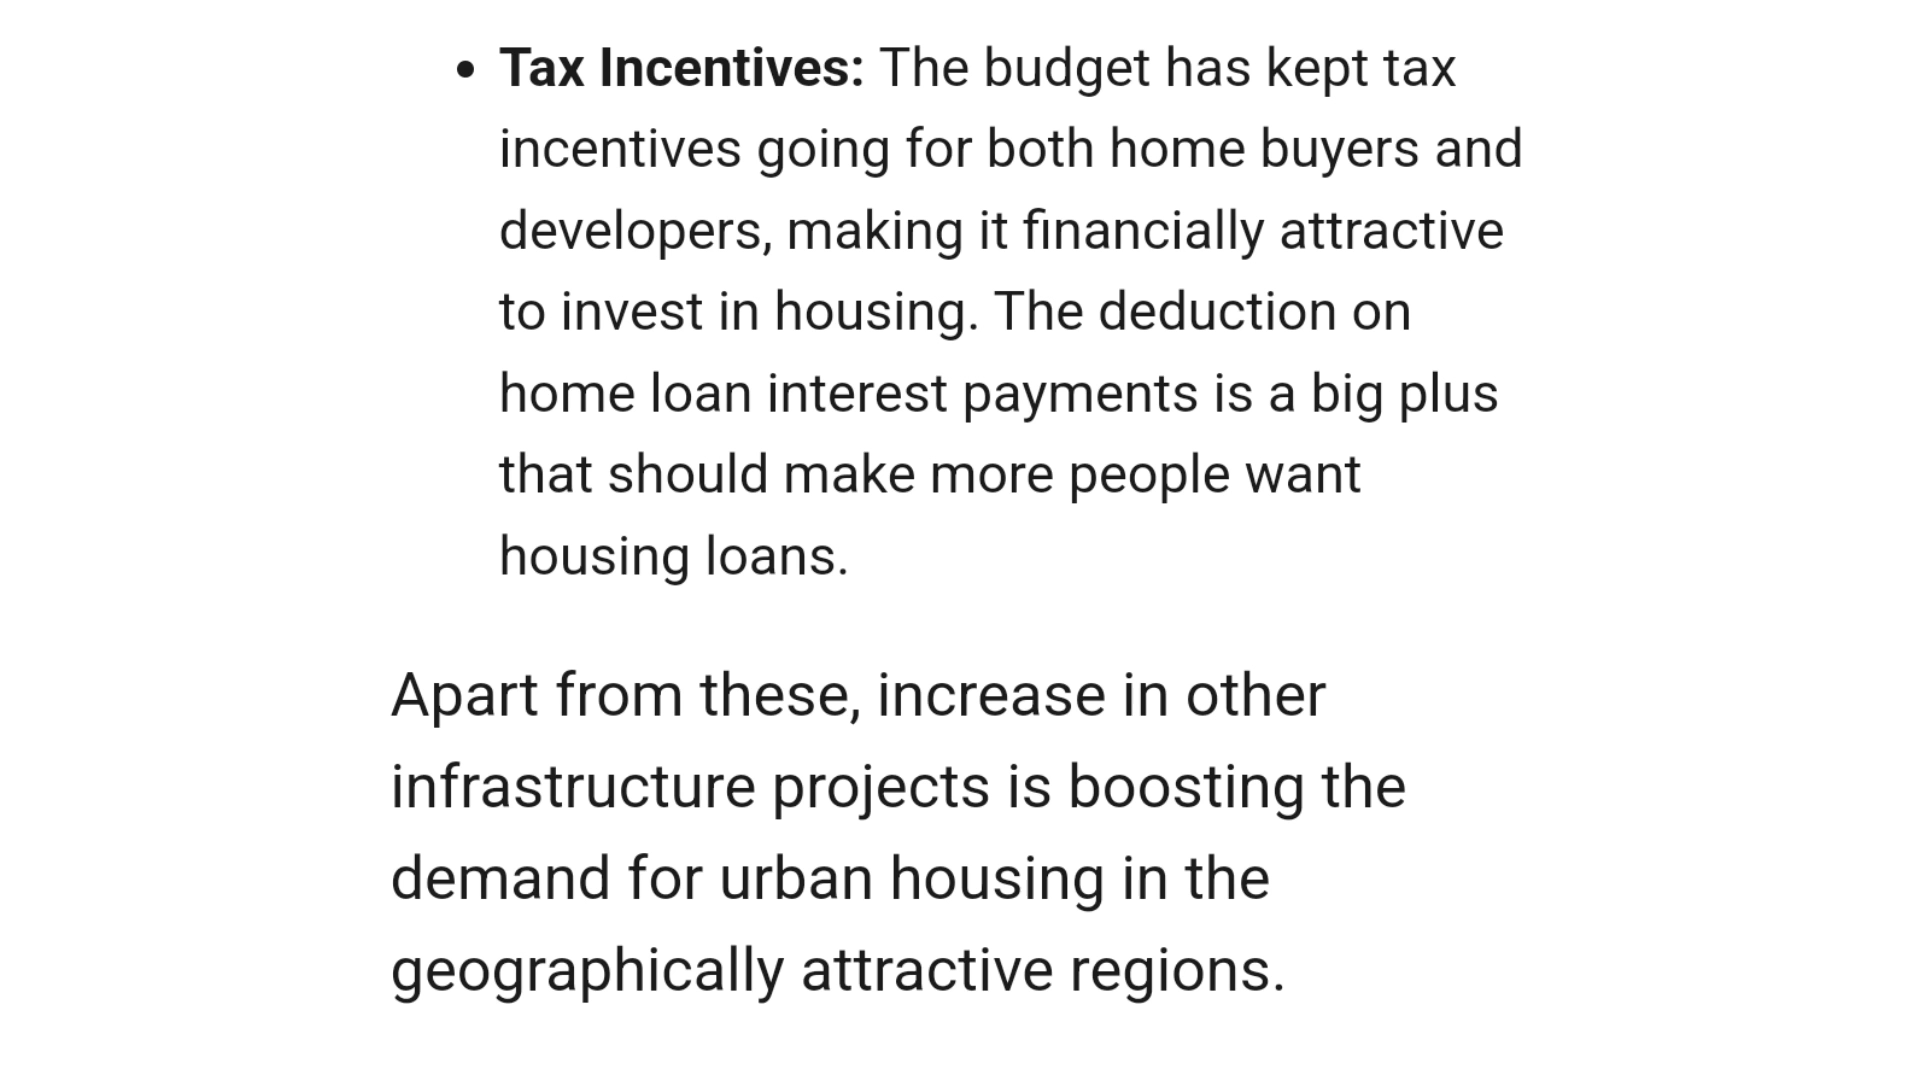 • Tax Incentives: The budget has kept tax
incentives going for both home buyers and
developers, making it financially attractive
to invest in housing. The deduction on
home loan interest payments is a big plus
that should make more people want
housing loans.
Apart from these, increase in other
infrastructure projects is boosting the
demand for urban housing in the
geographically attractive regions.